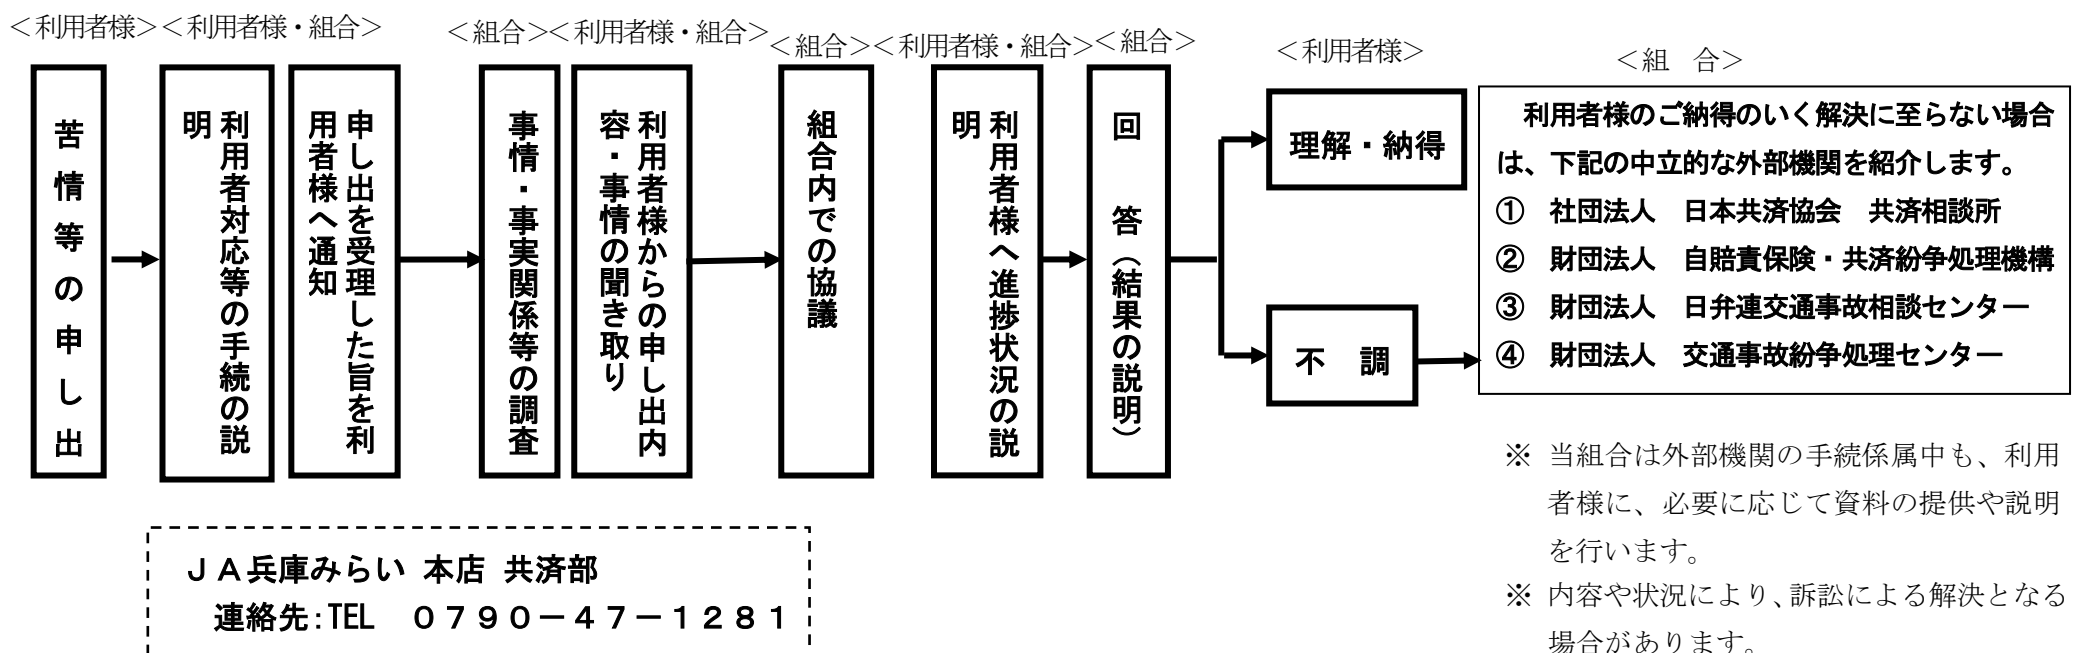 ＜利用者様＞
＜利用者様・組合＞
＜組合＞
＜利用者様・組合＞
＜組合＞
＜利用者様・組合＞
＜組合＞
＜利用者様＞
＜組　合＞
苦情等の申し出
利用者対応等の手続の説
明
申し出を受理した旨を利
用者様へ通知
事情・事実関係等の調査
利用者様からの申し出内
容・事情の聞き取り
組合内での協議
利用者様へ進捗状況の説
明
回　答（結果の説明）
理解・納得
不　調
利用者様のご納得のいく解決に至らない場合
は、下記の中立的な外部機関を紹介します。
①　社団法人　日本共済協会　共済相談所
②　財団法人　自賠責保険・共済紛争処理機構
③　財団法人　日弁連交通事故相談センター
④　財団法人　交通事故紛争処理センター
※ 当組合は外部機関の手続係属中も、利用
者様に、必要に応じて資料の提供や説明
を行います。
※ 内容や状況により、訴訟による解決となる
場合があります。
ＪＡ兵庫みらい 本店 共済部
連絡先:TEL　０７９０－４７－１２８１